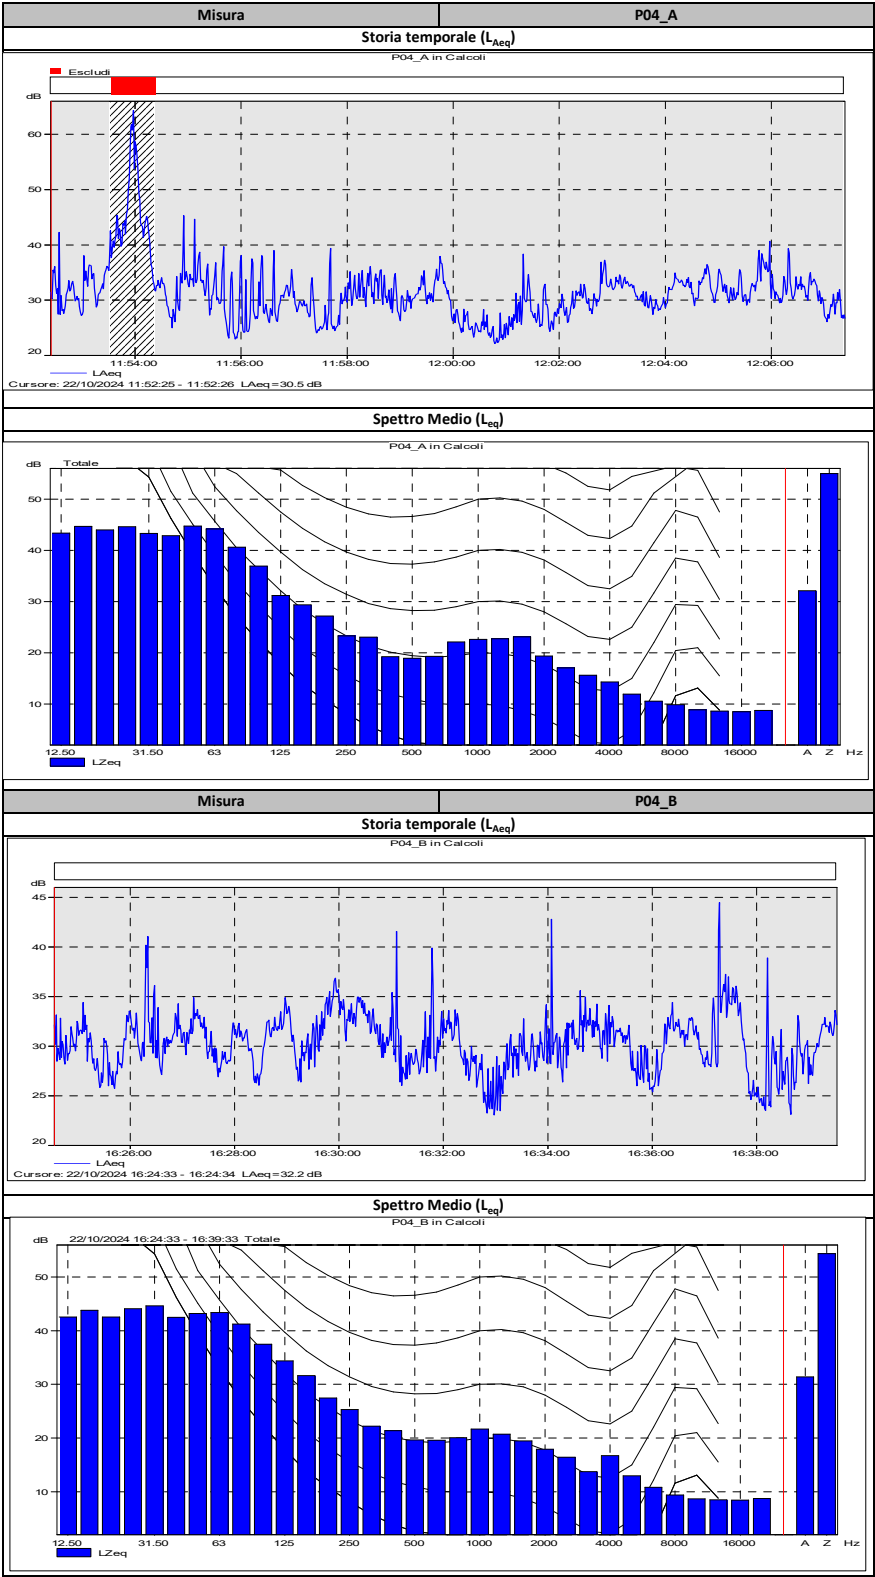 Misura P04_A
Storia temporale (LAeq)
P04_A in Calcoli
Escludi
dB
60
50
40
30
20
11:54:00 11:56:00 11:58:00 12:00:00 12:02:00 12:04:00 12:06:00
LAeq
Cursore: 22/10/2024 11:52:25 - 11:52:26 LAeq=30.5 dB
Spettro Medio (Leq)
P04_A in Calcoli
dB Totale
50
40
30
20
10
12.50 31.50 63 125 250 500 1000 2000 4000 8000 16000 A Z Hz
LZeq
Misura P04_B
Storia temporale (LAeq)
P04_B in Calcoli
dB
45
40
35
30
25
20
16:26:00 16:28:00 16:30:00 16:32:00 16:34:00 16:36:00 16:38:00
LAeq
Cursore: 22/10/2024 16:24:33 - 16:24:34 LAeq=32.2 dB
Spettro Medio (Leq)
P04_B in Calcoli
dB 22/10/2024 16:24:33 - 16:39:33 Totale
50
40
30
20
10
12.50 31.50 63 125 250 500 1000 2000 4000 8000 16000 A Z Hz
LZeq